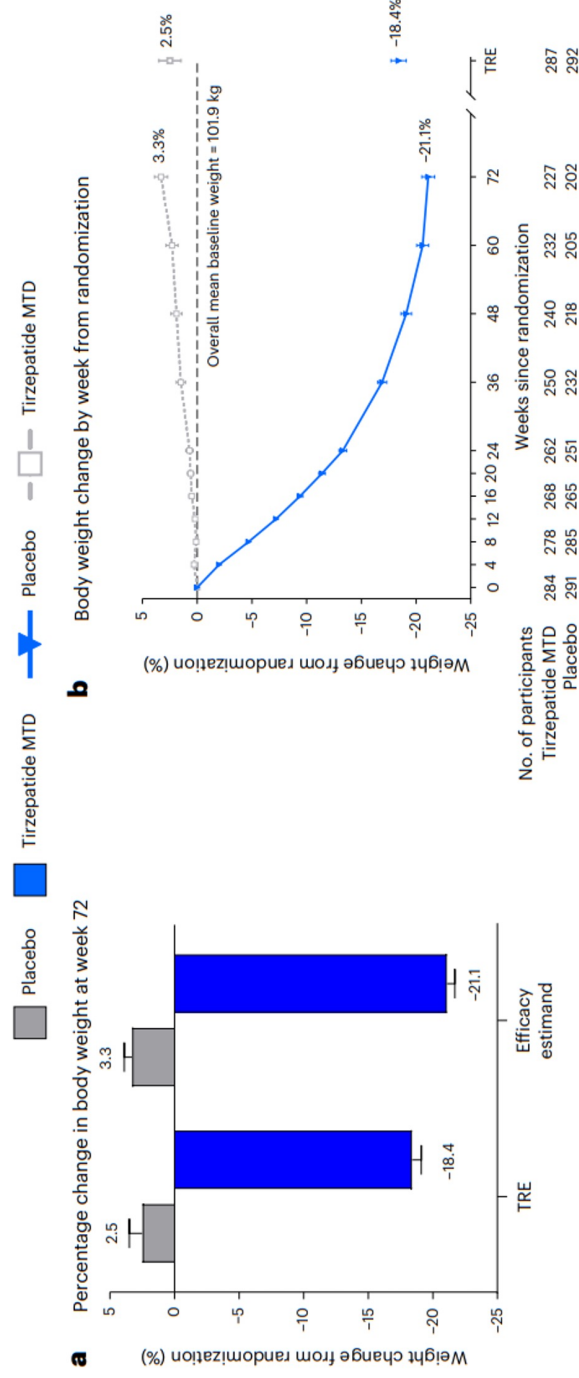 Placebo
Tirzepatide MTD
Placebo
Tirzepatide MTD
a
Percentage change in body weight at week 72
Weight change from randomization (%)
5
0
−5
−10
−15
−20
−25
2.5
−18.4
3.3
−21.1
TRE
Efficacy
estimand
b
Body weight change by week from randomization
Weight change from randomization (%)
5
0
−5
−10
−15
−20
−25
3.3%
2.5%
Overall mean baseline weight = 101.9 kg
−21.1%
−18.4%
0 4 8 12 16 20 24 36 48 60 72 TRE
Weeks since randomization
No. of participants
Tirzepatide MTD 284 278 268 262 250 240 232 227 287
Placebo 291 285 265 251 232 218 205 202 292